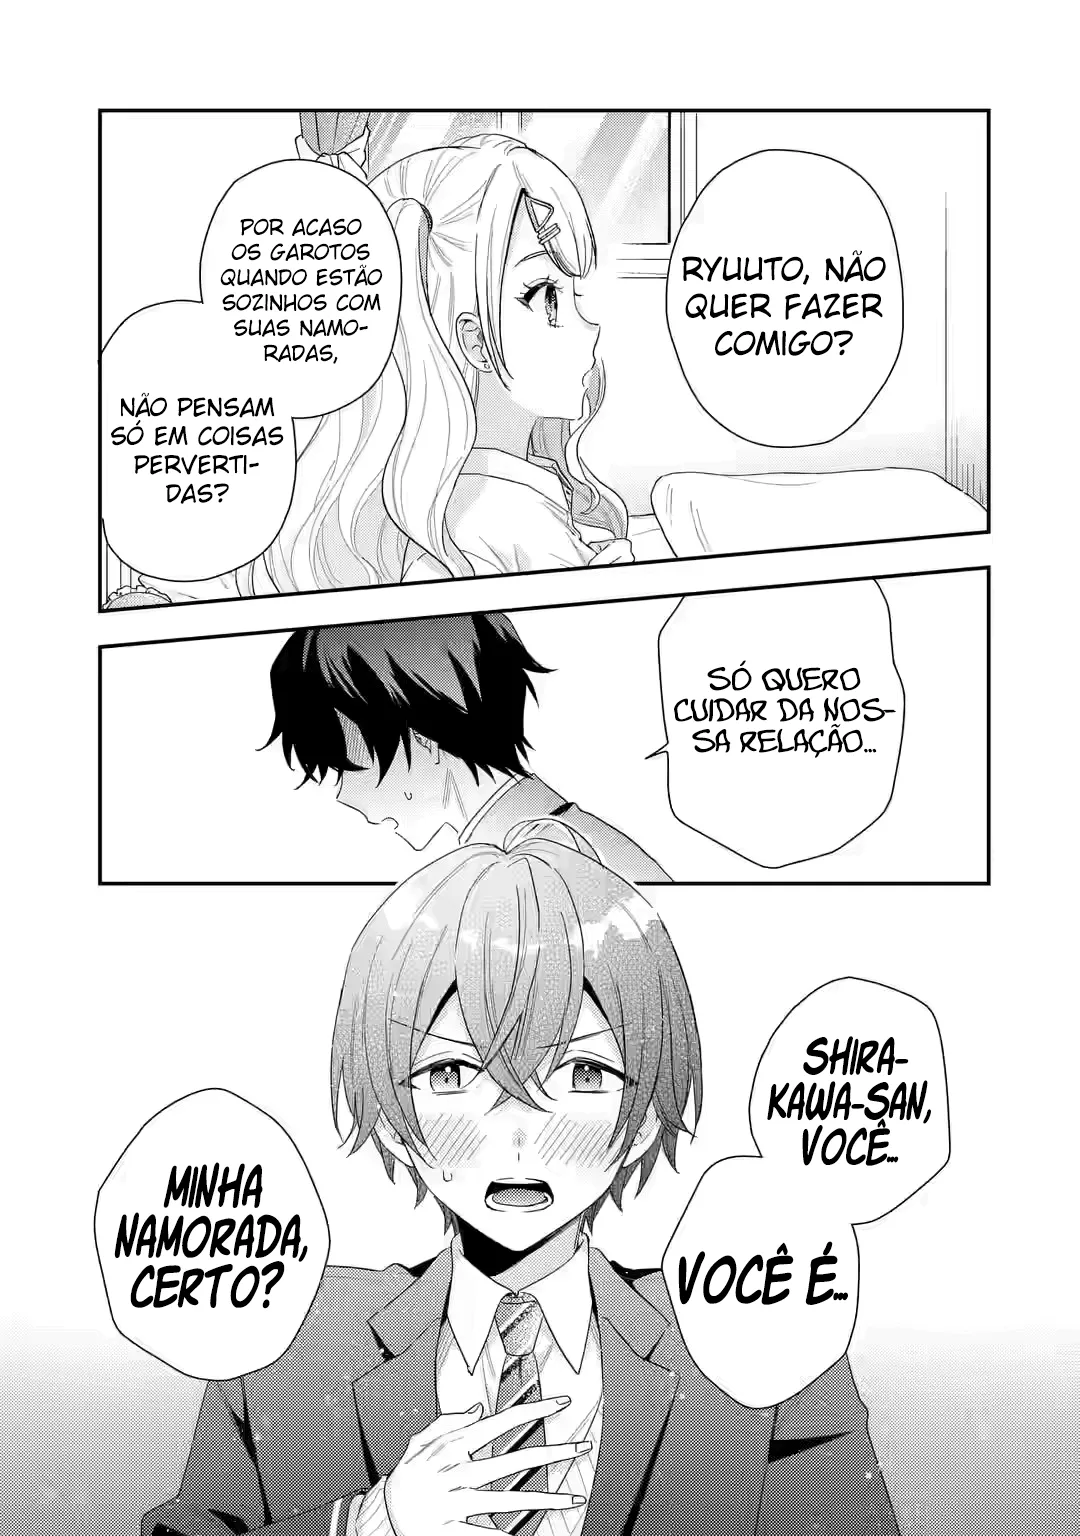 RYUUTO, NÃO
QUER FAZER
COMIGO?
POR ACASO
OS GAROTOS
QUANDO ESTÃO
SOZINHOS COM
SUAS NAMO-
RADAS,
NÃO PENSAM
SÓ EM COISAS
PERVERTI-
DAS?
SÓ QUERO
CUIDAR DA NOS-
SA RELAÇÃO...
SHIRA-
KAWA-SAN,
VOCÊ...
VOCÊ É...
MINHA
NAMORADA,
CERTO?